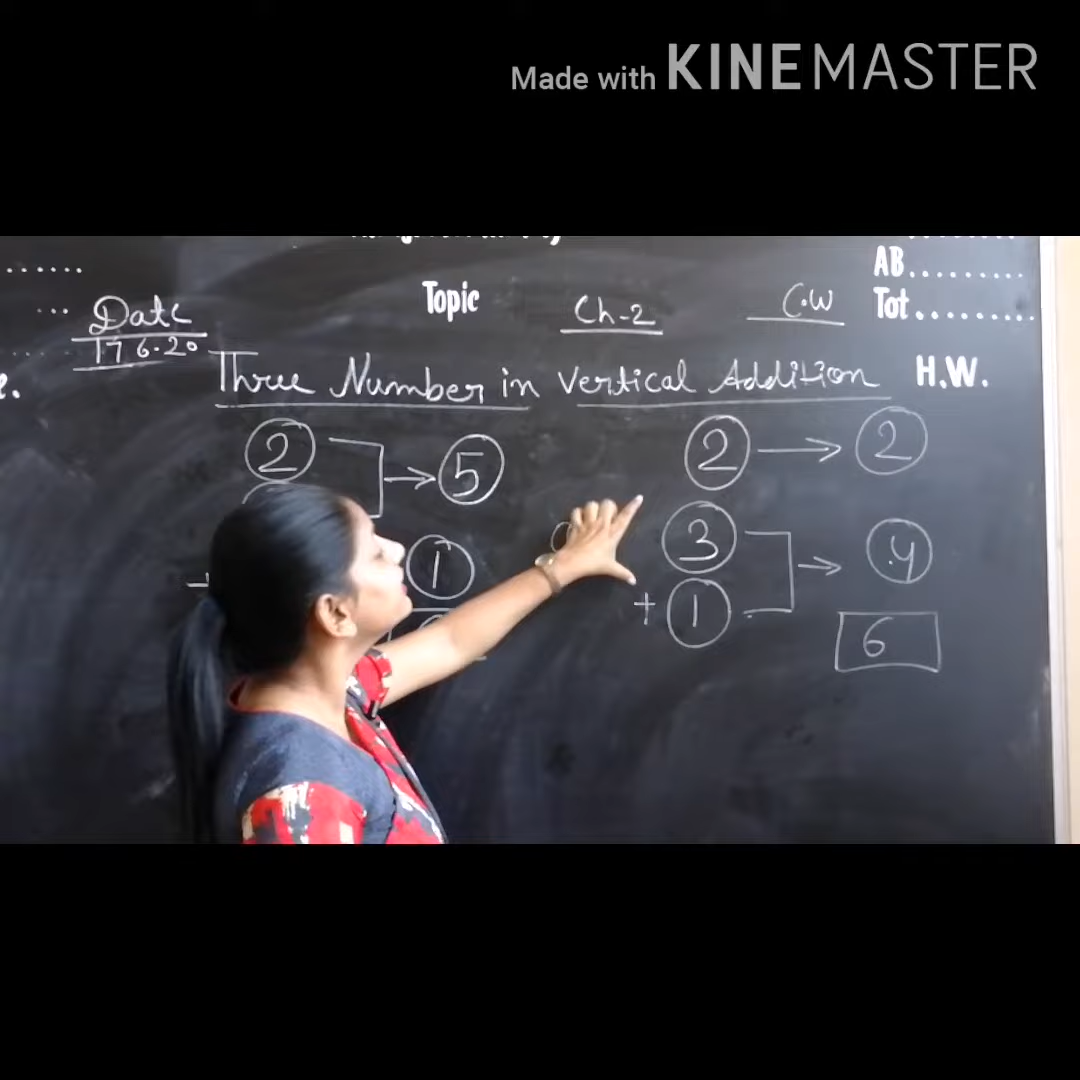 Made with KINEMASTER
AB.........
Topic Ch-2 C.W Tot.........
Date
17 6.20
Three Number in Vertical Addition H.W.
2 → 5 2 → 2
3 → 4
1
+ 1
6